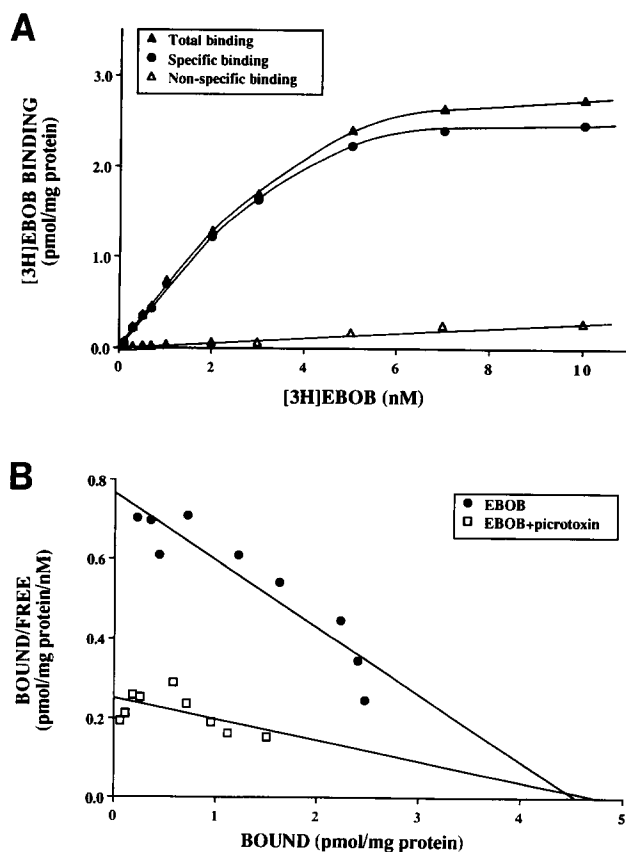 A
Total binding
Specific binding
Non-specific binding
3.0
2.0
1.0
0.0
[3H]EBOB BINDING
(pmol/mg protein)
0 2 4 6 8 10
[3H]EBOB (nM)
B
EBOB
EBOB+picrotoxin
0.8
0.6
0.4
0.2
0.0
BOUND/FREE
(pmol/mg protein/nM)
0 1 2 3 4 5
BOUND (pmol/mg protein)